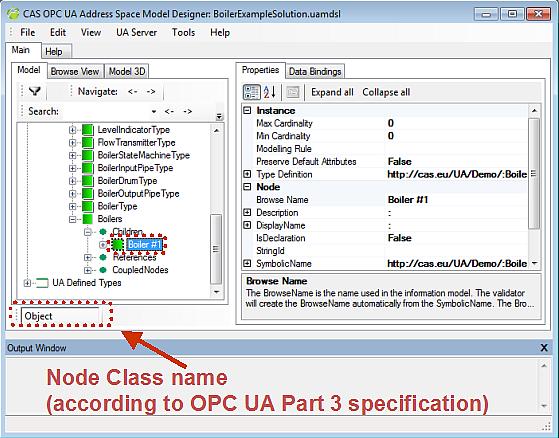 CAS OPC UA Address Space Model Designer: BoilerExampleSolution.uamdsl
File Edit View UA Server Tools Help
Main Help
Model Browse View Model 3D
Navigate: <- ->
Search: <- ->
LevelIndicatorType
FlowTransmitterType
BoilerStateMachineType
BoilerInputPipeType
BoilerDrumType
BoilerOutputPipeType
BoilerType
Boilers
Children
Boiler #1
References
CoupledNodes
UA Defined Types
Object
Properties Data Bindings
Expand all Collapse all
Instance
Max Cardinality 0
Min Cardinality 0
Modelling Rule
Preserve Default Attributes False
Type Definition http://cas.eu/UA/Demo/:Boile
Node
Browse Name Boiler #1
Description :
DisplayName :
IsDeclaration False
StringId
SymbolicName http://cas.eu/UA/Demo/:Boile
Browse Name
The BrowseName is the name used in the information model. The validator
will create the BrowseName automatically from the SymbolicName. The Bro...
Output Window X
Node Class name
(according to OPC UA Part 3 specification)